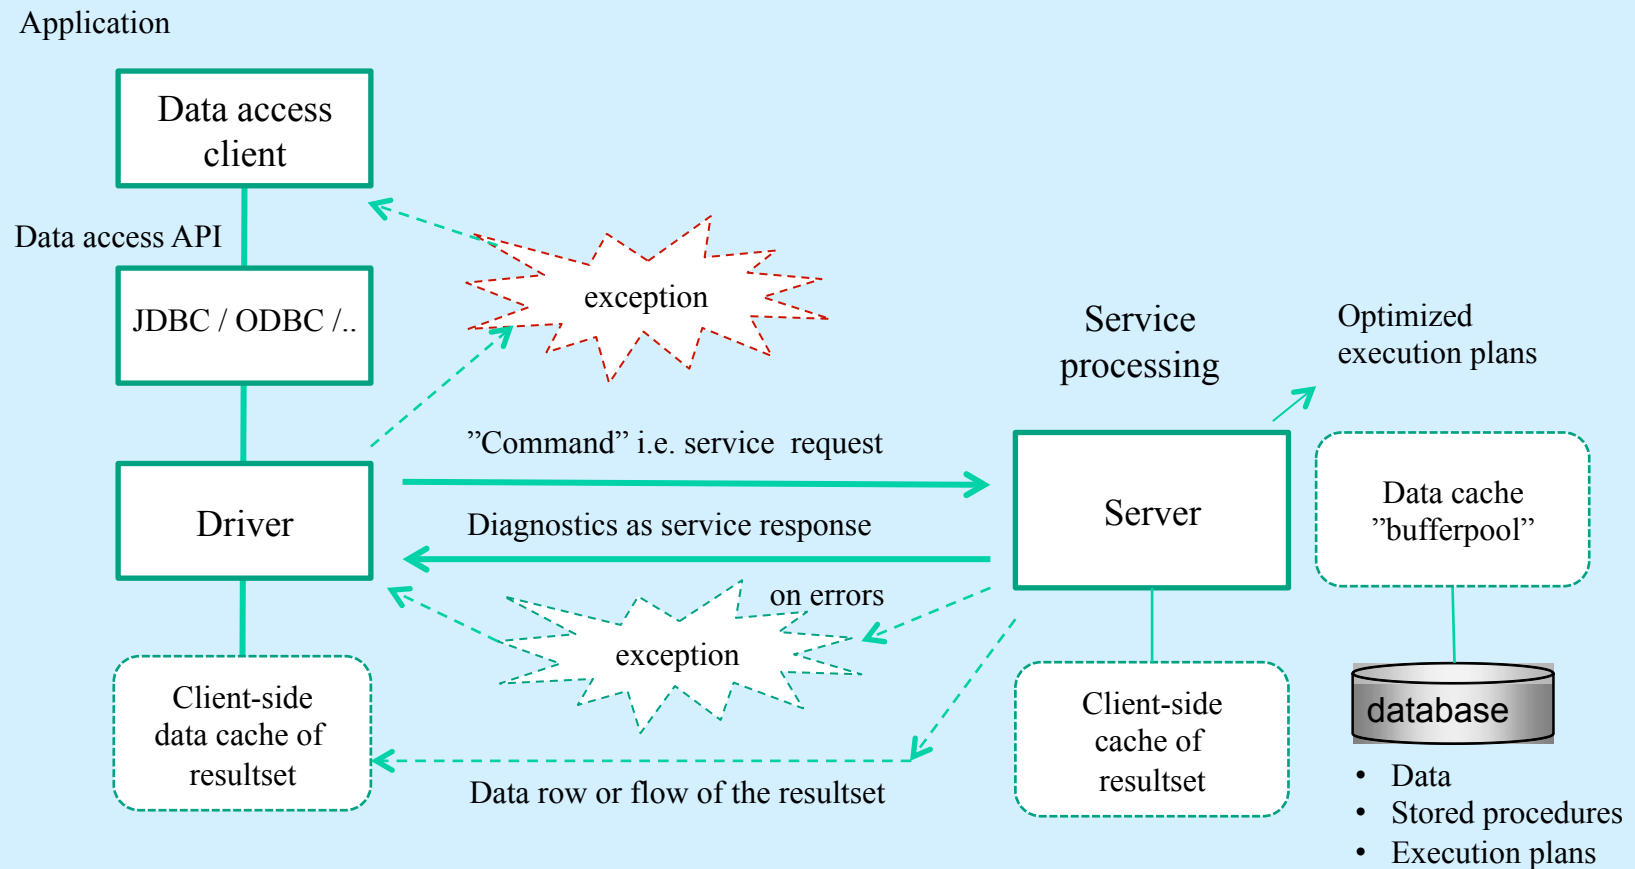 Application
Data access
client
Data access API
JDBC / ODBC /..
exception
Service
processing
Optimized
execution plans
”Command” i.e. service request
Driver
Diagnostics as service response
Server
Data cache
”bufferpool”
on errors
exception
Client-side
data cache of
resultset
Data row or flow of the resultset
Client-side
cache of
resultset
database
• Data
• Stored procedures
• Execution plans